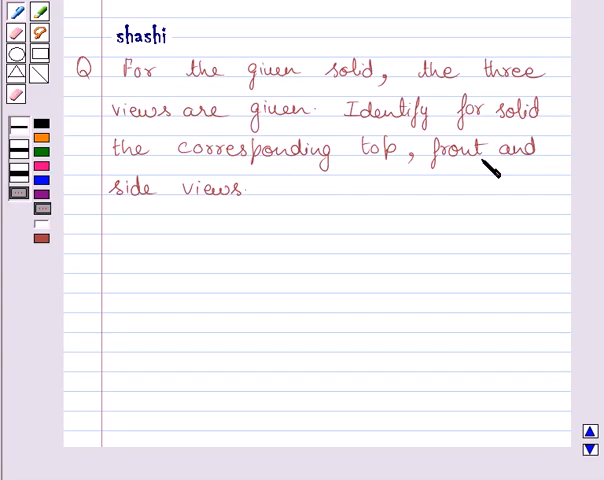 shashi
Q For the given solid, the three
views are given. Identify for solid
the corresponding top, front and
side views.